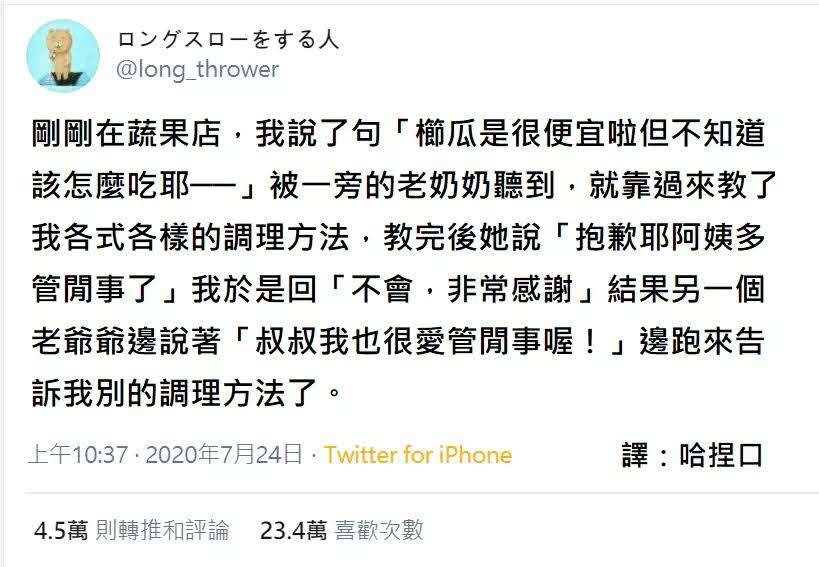 ロングスローをする人
@long_thrower
剛剛在蔬果店，我說了句「櫛瓜是很便宜啦但不知道
該怎麼吃耶——」被一旁的老奶奶聽到，就靠過來教了
我各式各樣的調理方法，教完後她說「抱歉耶阿姨多
管閒事了」我於是回「不會，非常感謝」結果另一個
老爺爺邊說著「叔叔我也很愛管閒事喔！」邊跑來告
訴我別的調理方法了。
上午10:37 · 2020年7月24日 · Twitter for iPhone 譯：哈捏口
4.5萬 則轉推和評論 23.4萬 喜歡次數